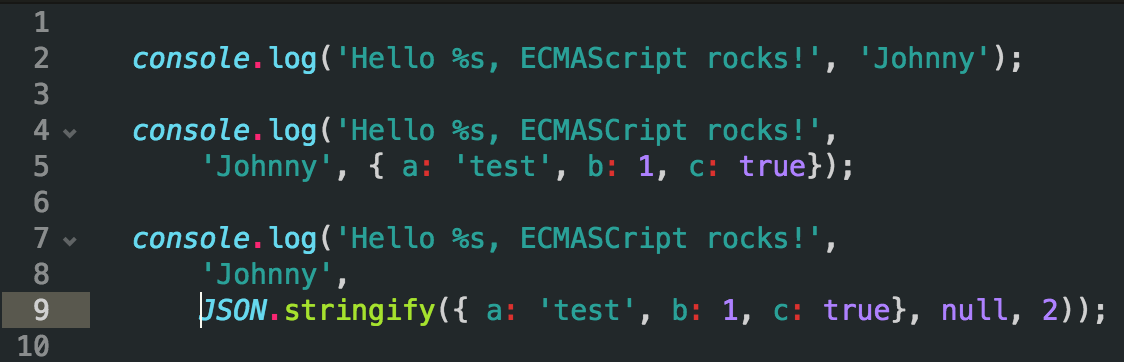 1
2 console.log('Hello %s, ECMAScript rocks!', 'Johnny');
3
4 console.log('Hello %s, ECMASCript rocks!',
5 'Johnny', { a: 'test', b: 1, c: true});
6
7 console.log('Hello %s, ECMASCript rocks!',
8 'Johnny',
9 JSON.stringify({ a: 'test', b: 1, c: true}, null, 2));
10